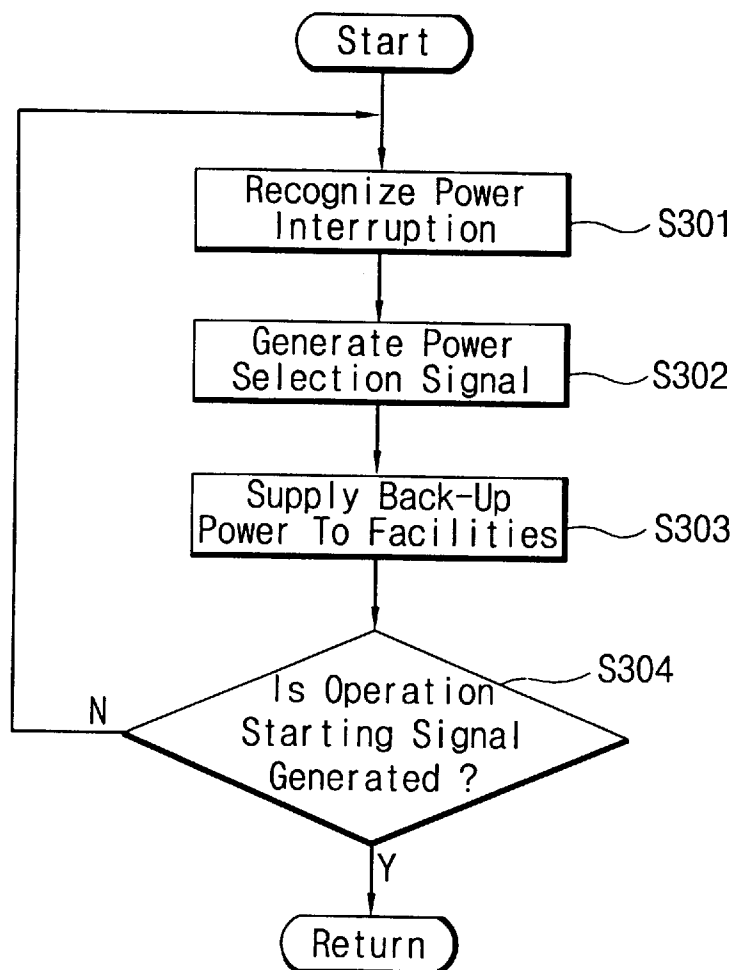 Start
Recognize Power
Interruption
S301
Generate Power
Selection Signal
S302
Supply Back-Up
Power To Facilities
S303
S304
Is Operation
Starting Signal
Generated ?
N
Y
Return